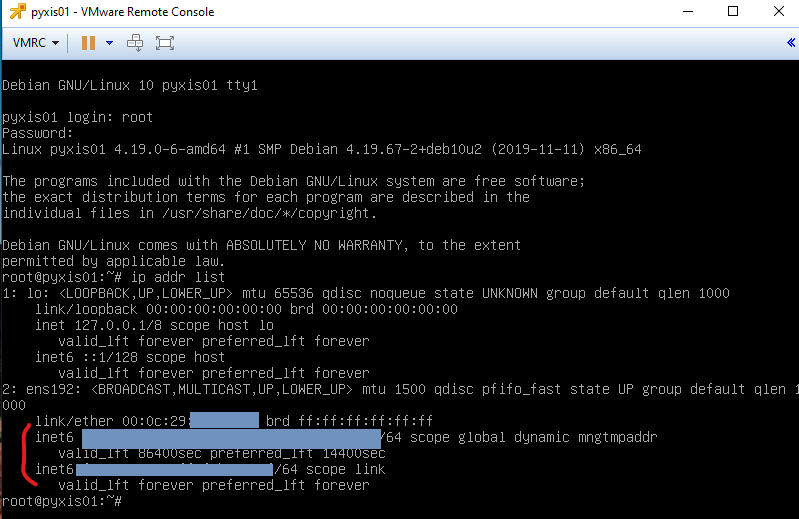 pyxis01 - VMware Remote Console
VMRC
Debian GNU/Linux 10 pyxis01 tty1
pyxis01 login: root
Password:
Linux pyxis01 4.19.0-6-amd64 #1 SMP Debian 4.19.67-2+deb10u2 (2019-11-11) x86_64
The programs included with the Debian GNU/Linux system are free software;
the exact distribution terms for each program are described in the
individual files in /usr/share/doc/*/copyright.
Debian GNU/Linux comes with ABSOLUTELY NO WARRANTY, to the extent
permitted by applicable law.
root@pyxis01:~# ip addr list
1: lo: <LOOPBACK,UP,LOWER_UP> mtu 65536 qdisc noqueue state UNKNOWN group default qlen 1000
link/loopback 00:00:00:00:00:00 brd 00:00:00:00:00:00
inet 127.0.0.1/8 scope host lo
valid_lft forever preferred_lft forever
inet6 ::1/128 scope host
valid_lft forever preferred_lft forever
2: ens192: <BROADCAST,MULTICAST,UP,LOWER_UP> mtu 1500 qdisc pfifo_fast state UP group default qlen 1
000
link/ether 00:0c:29: brd ff:ff:ff:ff:ff:ff
inet6 /64 scope global dynamic mngtmpaddr
valid_lft 86400sec preferred_lft 14400sec
inet6 /64 scope link
valid_lft forever preferred_lft forever
root@pyxis01:~#